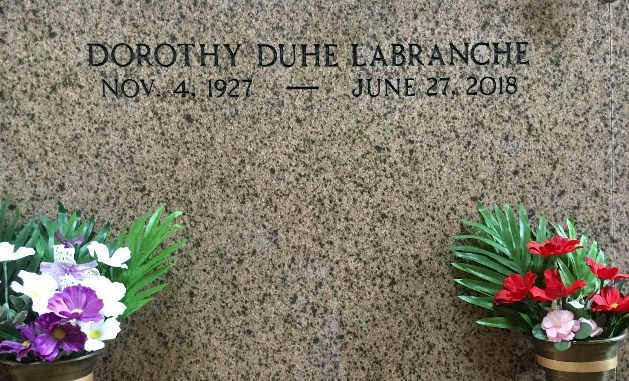 DOROTHY DUHE LABRANCHE
NOV. 4, 1927 — JUNE 27, 2018